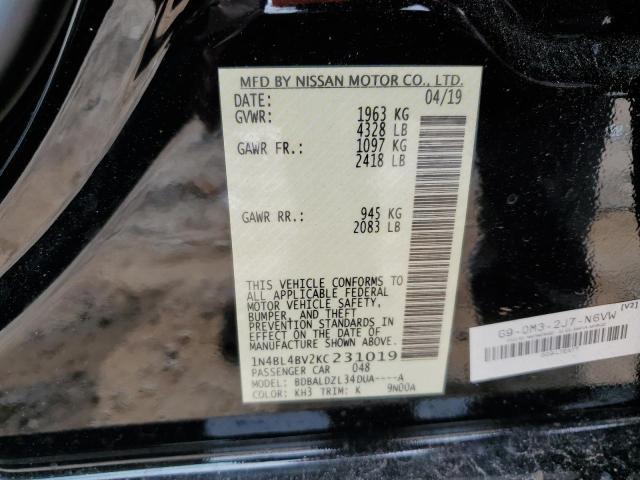 MFD BY NISSAN MOTOR CO., LTD.
DATE: 04/19
GVWR: 1963 KG
4328 LB
GAWR FR.: 1097 KG
2418 LB
GAWR RR.: 945 KG
2083 LB
THIS VEHICLE CONFORMS TO
ALL APPLICABLE FEDERAL
MOTOR VEHICLE SAFETY,
BUMPER, AND THEFT
PREVENTION STANDARDS IN
EFFECT ON THE DATE OF
MANUFACTURE SHOWN ABOVE.
1N4BL4BV2KC231019
PASSENGER CAR 048
MODEL: BDBALDZL34DUA----A
COLOR: KH3 TRIM: K 9N00A
[V2]
G9-0M3-2J7-N6VW